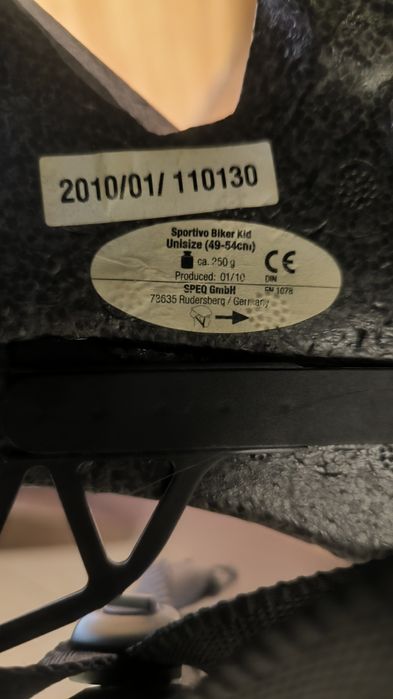 2010/01/ 110130
Sportivo Biker Kid
Unisize (49-54cm)
ca. 250 g
CE
Produced: 01/10
DIN
SPEQ GmbH
EN 1078
73635 Rudersberg / Germany